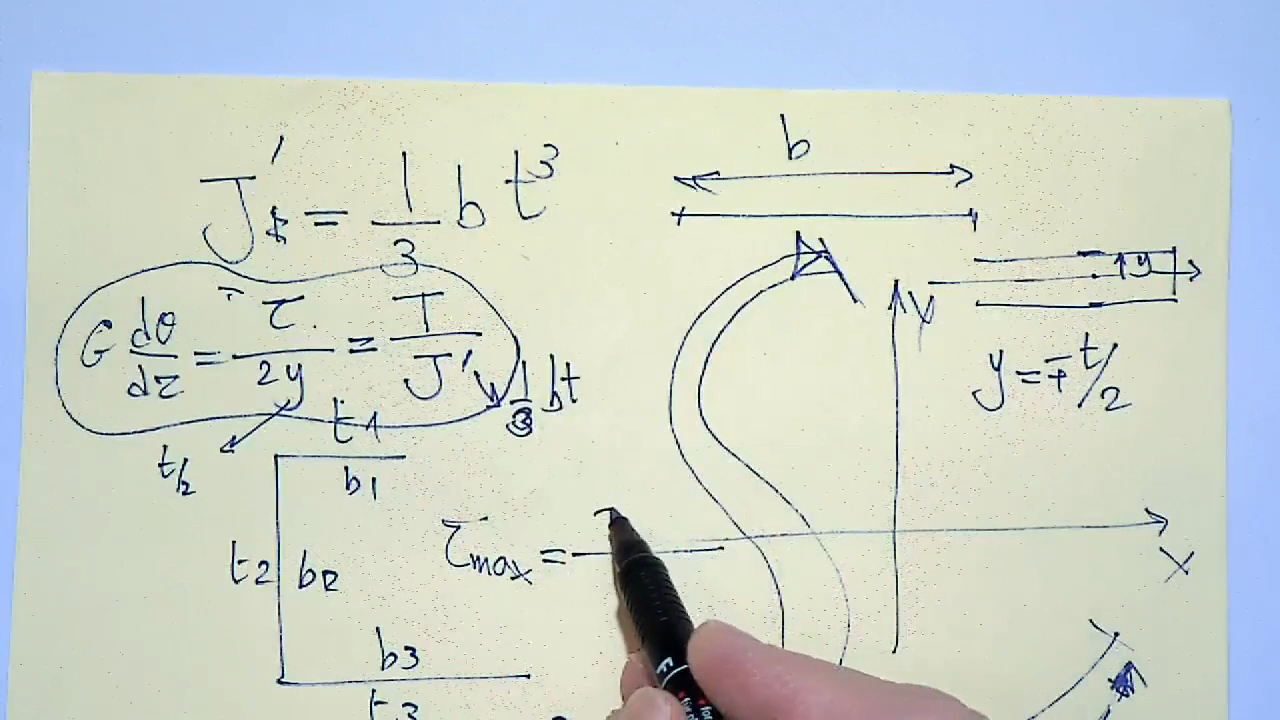 J't = 1/3 b t³
G dθ/dz = τ/2y = T/J'
1/3 bt
t/2
t1
b1
t2 b2
b3
t3
τmax =
b
y
Y
y = ∓t/2
X
F